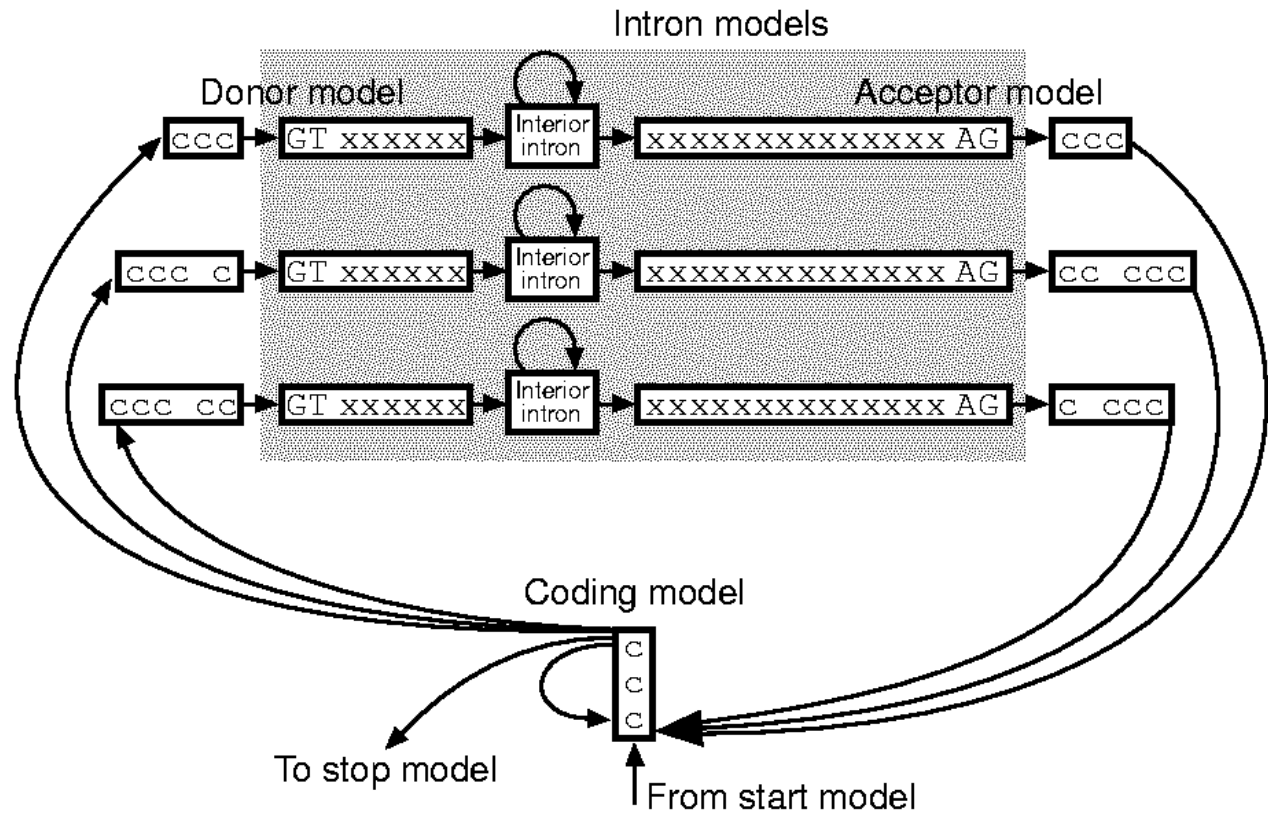 Intron models
Donor model
Acceptor model
ccc GT xxxxxx Interior intron xxxxxxxxxxxxxx AG ccc
ccc c GT xxxxxx Interior intron xxxxxxxxxxxxxx AG cc ccc
ccc cc GT xxxxxx Interior intron xxxxxxxxxxxxxx AG c ccc
Coding model
c
c
c
To stop model
From start model